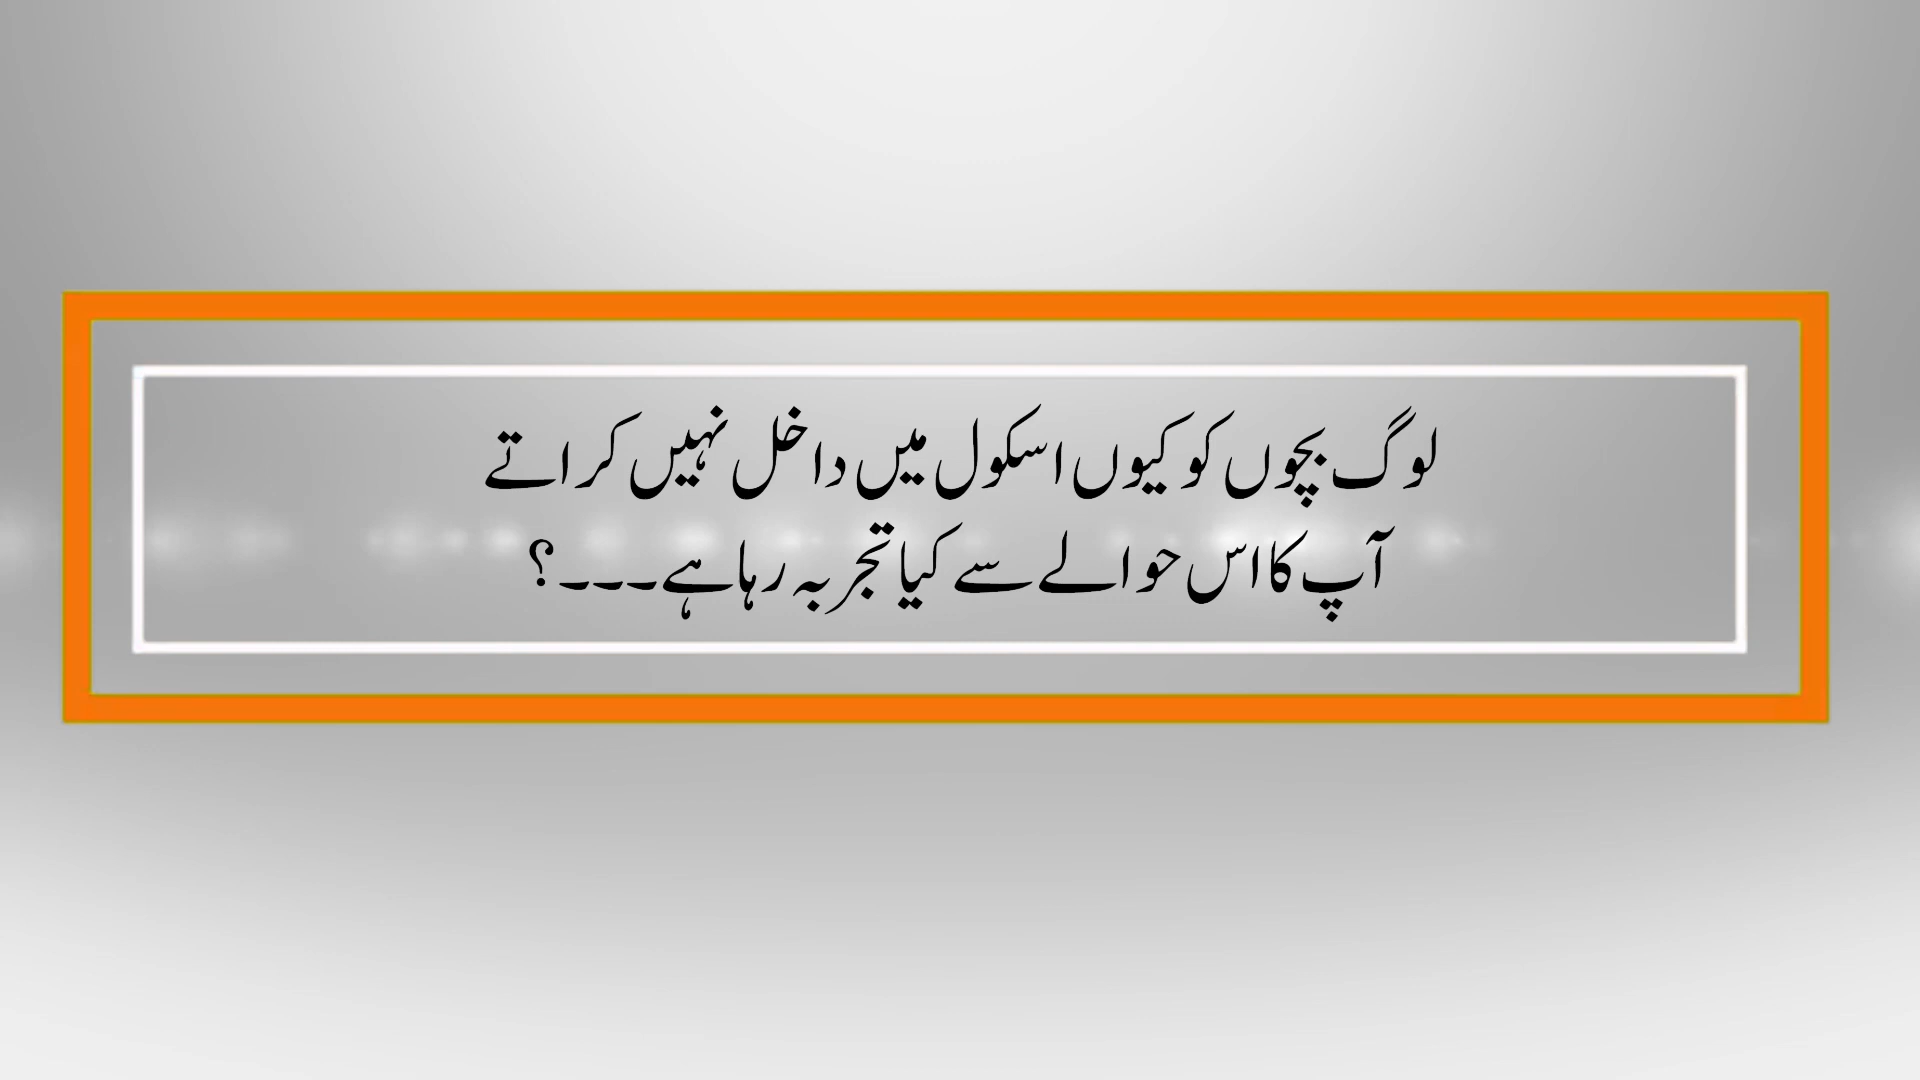 لوگ بچوں کو کیوں اسکول میں داخل نہیں کراتے
آپ کا اس حوالے سے کیا تجربہ رہا ہے۔۔۔؟